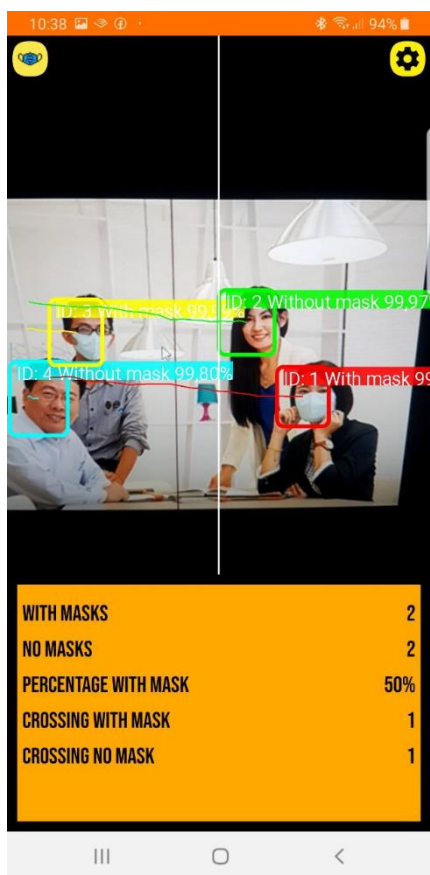 10:38 94%
ID: 3 With mask 99,99%
ID: 2 Without mask 99,97
ID: 4 Without mask 99,80%
ID: 1 With mask 99
WITH MASKS 2
NO MASKS 2
PERCENTAGE WITH MASK 50%
CROSSING WITH MASK 1
CROSSING NO MASK 1